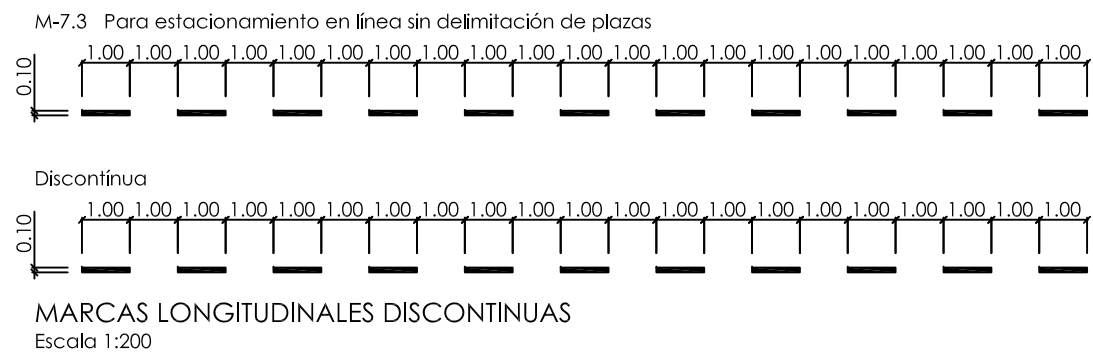 M-7.3 Para estacionamiento en línea sin delimitación de plazas
1.00 1.00 1.00 1.00 1.00 1.00 1.00 1.00 1.00 1.00 1.00 1.00 1.00 1.00 1.00 1.00 1.00 1.00 1.00 1.00 1.00
0.10
Discontínua
1.00 1.00 1.00 1.00 1.00 1.00 1.00 1.00 1.00 1.00 1.00 1.00 1.00 1.00 1.00 1.00 1.00 1.00 1.00 1.00 1.00
0.10
MARCAS LONGITUDINALES DISCONTINUAS
Escala 1:200